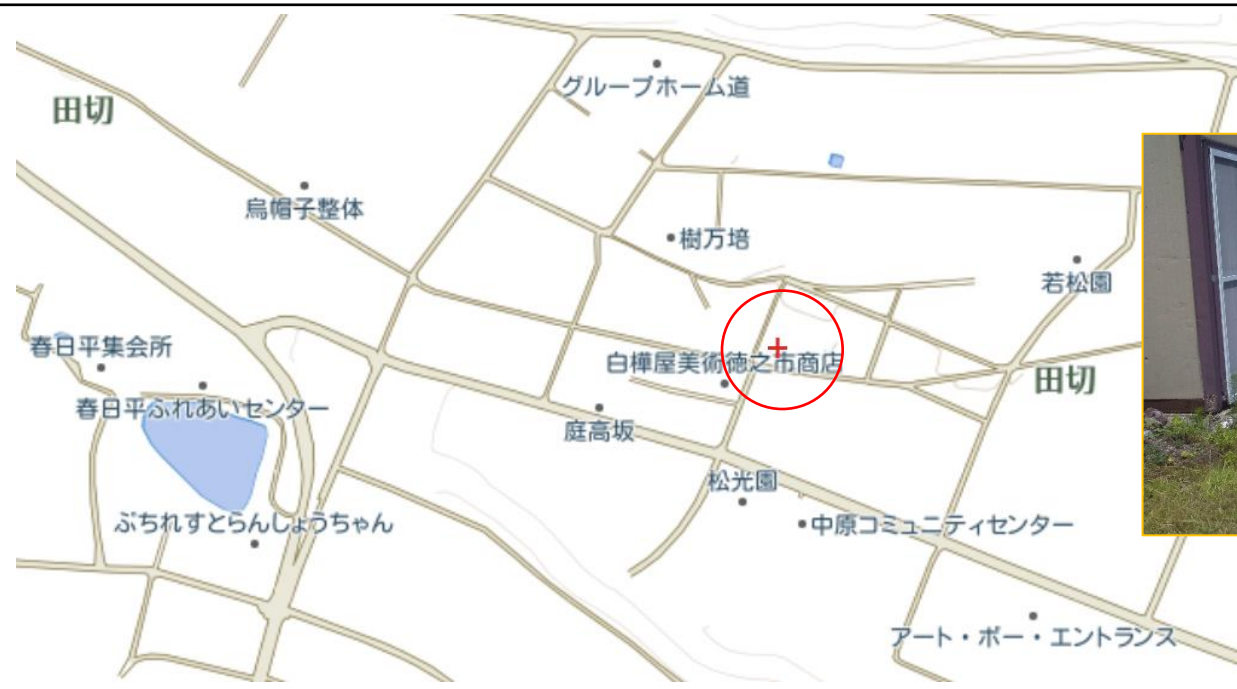 グループホーム道
田切
烏帽子整体
樹万培
若松園
春日平集会所
白樺屋美術徳之市商店
田切
春日平ふれあいセンター
庭高坂
松光園
ぷちれすとらんしょうちゃん
中原コミュニティセンター
アート・ボー・エントランス